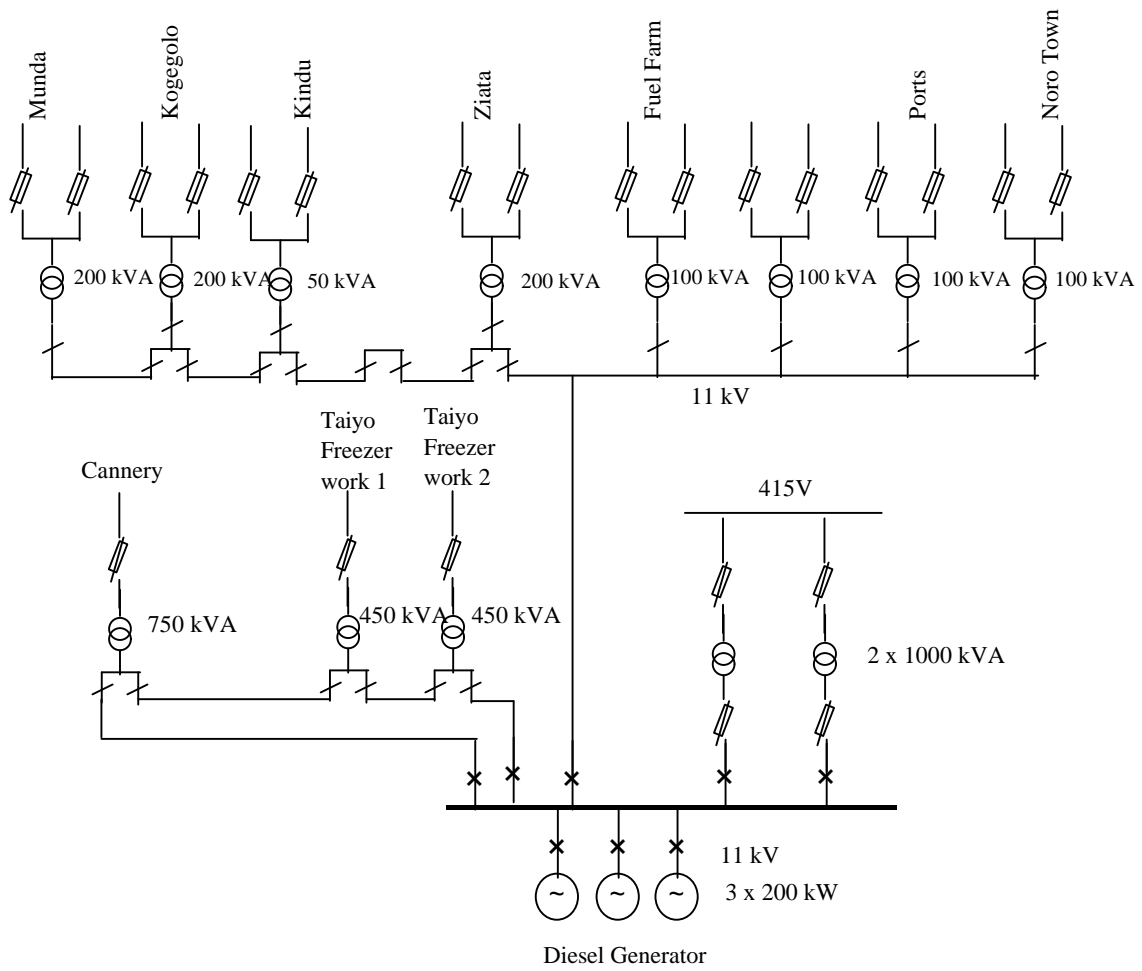 Munda
Kogegolo
Kindu
Ziata
Fuel Farm
Ports
Noro Town
200 kVA
200 kVA
50 kVA
200 kVA
100 kVA
100 kVA
100 kVA
100 kVA
11 kV
Taiyo
Freezer
work 1
Taiyo
Freezer
work 2
Cannery
415V
750 kVA
450 kVA
450 kVA
2 x 1000 kVA
11 kV
~
~
~
3 x 200 kW
Diesel Generator